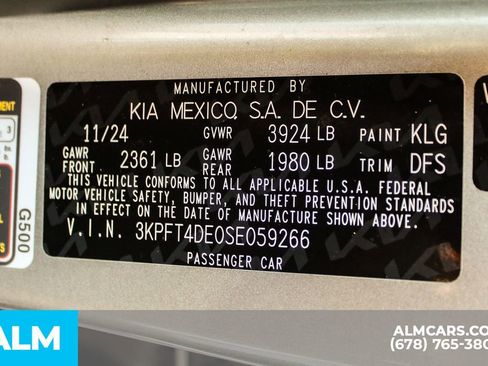 MANUFACTURED BY
KIA MEXICO, S.A. DE C.V.
11/24 GVWR 3924 LB PAINT KLG
GAWR FRONT 2361 LB GAWR REAR 1980 LB TRIM DFS
THIS VEHICLE CONFORMS TO ALL APPLICABLE U.S.A. FEDERAL
MOTOR VEHICLE SAFETY, BUMPER, AND THEFT PREVENTION STANDARDS
IN EFFECT ON THE DATE OF MANUFACTURE SHOWN ABOVE.
V.I.N. 3KPFT4DE0SE059266
PASSENGER CAR
G500
3
ALM
ALMCARS.CO
(678) 765-380